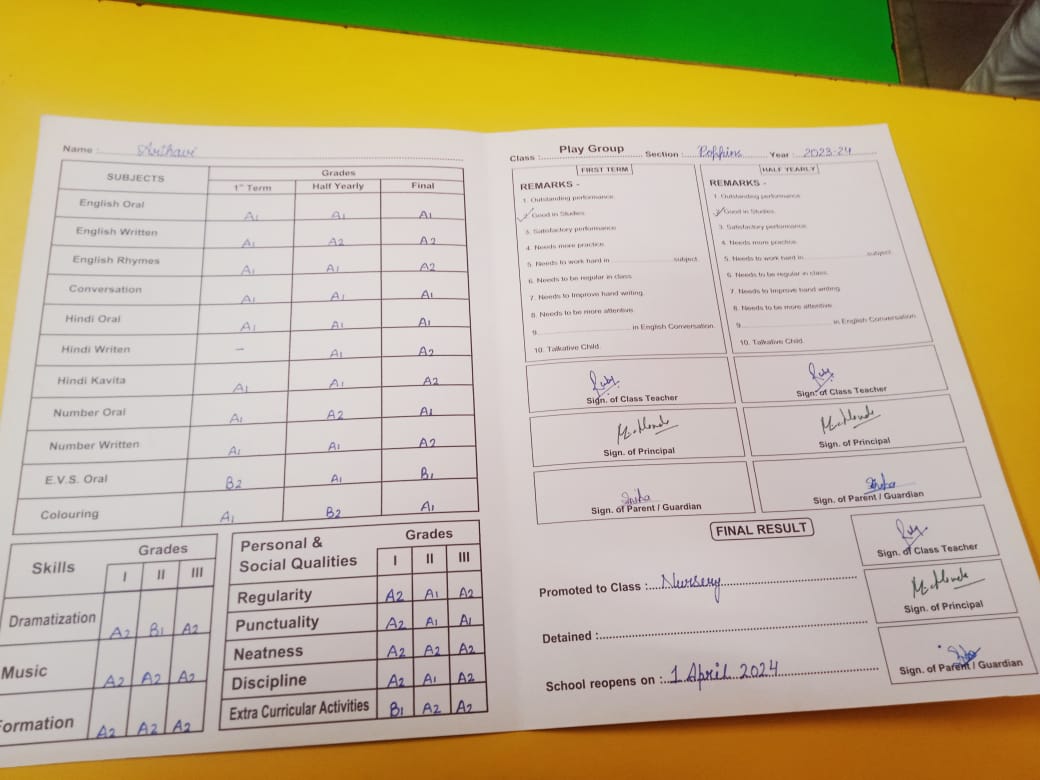 Name :
SUBJECTS Grades
1st Term Half Yearly Final
English Oral A1 A1 A1
English Written A1 A2 A2
English Rhymes A1 A1 A2
Conversation A1 A1 A1
Hindi Oral A1 A1 A1
Hindi Writen – A1 A2
Hindi Kavita A1 A1 A2
Number Oral A1 A2 A1
Number Written A1 A1 A2
E.V.S. Oral B2 A1 B1
Colouring A1 B2 A1
Skills Grades
I II III
Dramatization A2 B1 A2
Music A2 A2 A2
Formation A2 A2 A2
Personal & Social Qualities Grades
I II III
Regularity A2 A1 A2
Punctuality A2 A1 A1
Neatness A2 A2 A2
Discipline A2 A1 A2
Extra Curricular Activities B1 A2 A2
Class : Play Group Section : Poppins Year : 2023-24
FIRST TERM
REMARKS -
1. Outstanding performance
2. Good in Studies
3. Satisfactory performance
4. Needs more practice.
5. Needs to work hard in subject.
6. Needs to be regular in class.
7. Needs to Improve hand writing.
8. Needs to be more attentive.
9. in English Conversation.
10. Talkative Child.
Sign. of Class Teacher
Sign. of Principal
Sign. of Parent / Guardian
HALF YEARLY
REMARKS -
1. Outstanding performance
2. Good in Studies
3. Satisfactory performance.
4. Needs more practice.
5. Needs to work hard in subject.
6. Needs to be regular in class.
7. Needs to Improve hand writing.
8. Needs to be more attentive.
9. in English Conversation.
10. Talkative Child.
Sign. of Class Teacher
Sign. of Principal
Sign. of Parent / Guardian
FINAL RESULT
Promoted to Class : Nursery
Detained :
School reopens on : 1 April 2024
Sign. of Class Teacher
Sign. of Principal
Sign. of Parent / Guardian